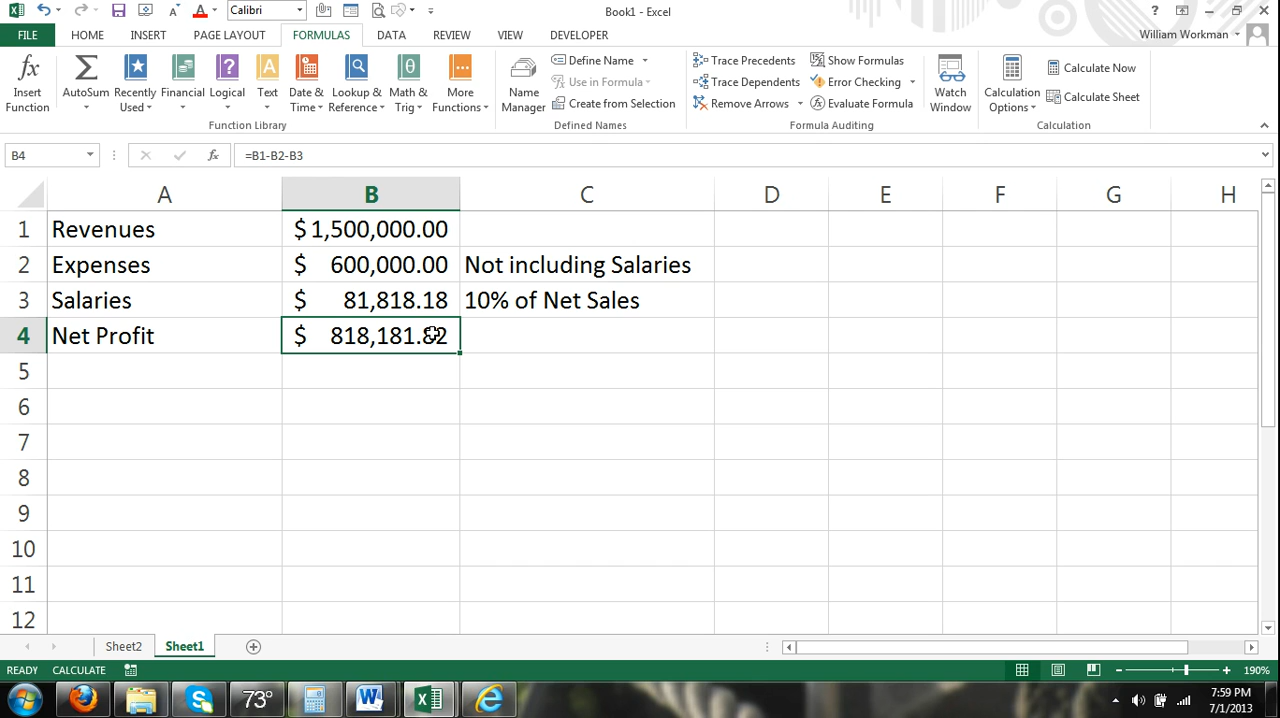 Calibri
Book1 - Excel
?
FILE HOME INSERT PAGE LAYOUT FORMULAS DATA REVIEW VIEW DEVELOPER William Workman
fx Insert Function
Σ AutoSum
Recently Used
Financial
? Logical
A Text
Date & Time
Lookup & Reference
θ Math & Trig
More Functions
Function Library
Name Manager
Define Name
Use in Formula
Create from Selection
Defined Names
Trace Precedents
Trace Dependents
Remove Arrows
Show Formulas
Error Checking
Evaluate Formula
Formula Auditing
Watch Window
Calculation Options
Calculate Now
Calculate Sheet
Calculation
B4 fx =B1-B2-B3
A B C D E F G H
1 Revenues $ 1,500,000.00
2 Expenses $ 600,000.00 Not including Salaries
3 Salaries $ 81,818.18 10% of Net Sales
4 Net Profit $ 818,181.82
5
6
7
8
9
10
11
12
Sheet2 Sheet1
READY CALCULATE 190%
73°
7:59 PM
7/1/2013